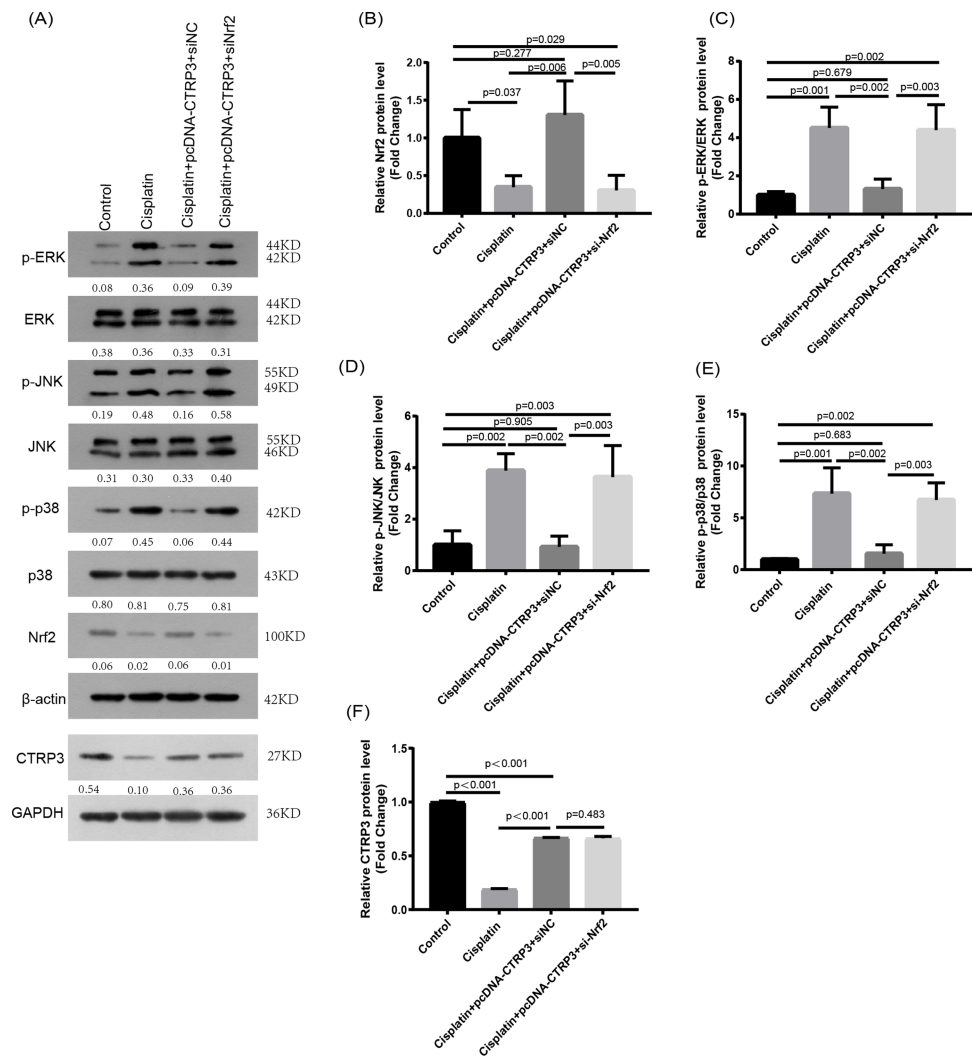 (A)
Control
Cisplatin
Cisplatin+pcDNA-CTRP3+siNC
Cisplatin+pcDNA-CTRP3+siNrf2
p-ERK
44KD
42KD
0.08 0.36 0.09 0.39
ERK
44KD
42KD
0.38 0.36 0.33 0.31
p-JNK
55KD
49KD
0.19 0.48 0.16 0.58
JNK
55KD
46KD
0.31 0.30 0.33 0.40
p-p38
42KD
0.07 0.45 0.06 0.44
p38
43KD
0.80 0.81 0.75 0.81
Nrf2
100KD
0.06 0.02 0.06 0.01
β-actin
42KD
CTRP3
27KD
0.54 0.10 0.36 0.36
GAPDH
36KD
(B)
Relative Nrf2 protein level
(Fold Change)
2.0
1.5
1.0
0.5
0.0
p=0.029
p=0.277
p=0.006 p=0.005
p=0.037
Control
Cisplatin
Cisplatin+pcDNA-CTRP3+siNC
Cisplatin+pcDNA-CTRP3+si-Nrf2
(C)
Relative p-ERK/ERK protein level
(Fold Change)
8
6
4
2
0
p=0.002
p=0.679
p=0.001 p=0.002 p=0.003
Control
Cisplatin
Cisplatin+pcDNA-CTRP3+siNC
Cisplatin+pcDNA-CTRP3+si-Nrf2
(D)
Relative p-JNK/JNK protein level
(Fold Change)
6
4
2
0
p=0.003
p=0.905
p=0.002 p=0.002 p=0.003
Control
Cisplatin
Cisplatin+pcDNA-CTRP3+siNC
Cisplatin+pcDNA-CTRP3+si-Nrf2
(E)
Relative p-p38/p38 protein level
(Fold Change)
15
10
5
0
p=0.002
p=0.683
p=0.001 p=0.002
p=0.003
Control
Cisplatin
Cisplatin+pcDNA-CTRP3+siNC
Cisplatin+pcDNA-CTRP3+si-Nrf2
(F)
Relative CTRP3 protein level
(Fold Change)
1.5
1.0
0.5
0.0
p<0.001
p<0.001
p<0.001 p=0.483
Control
Cisplatin
Cisplatin+pcDNA-CTRP3+siNC
Cisplatin+pcDNA-CTRP3+si-Nrf2